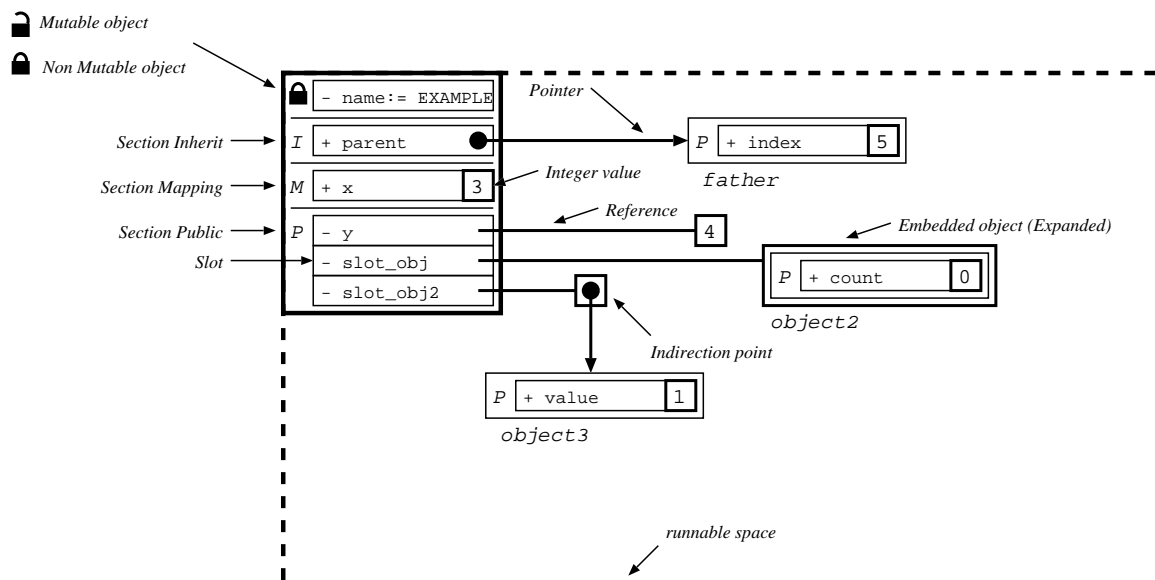 Mutable object
Non Mutable object
- name:= EXAMPLE
Pointer
Section Inherit
I + parent
P + index 5
father
Section Mapping
M + x 3
Integer value
Reference
Section Public
P - y
4
Embedded object (Expanded)
Slot
- slot_obj
P + count 0
- slot_obj2
object2
Indirection point
P + value 1
object3
runnable space